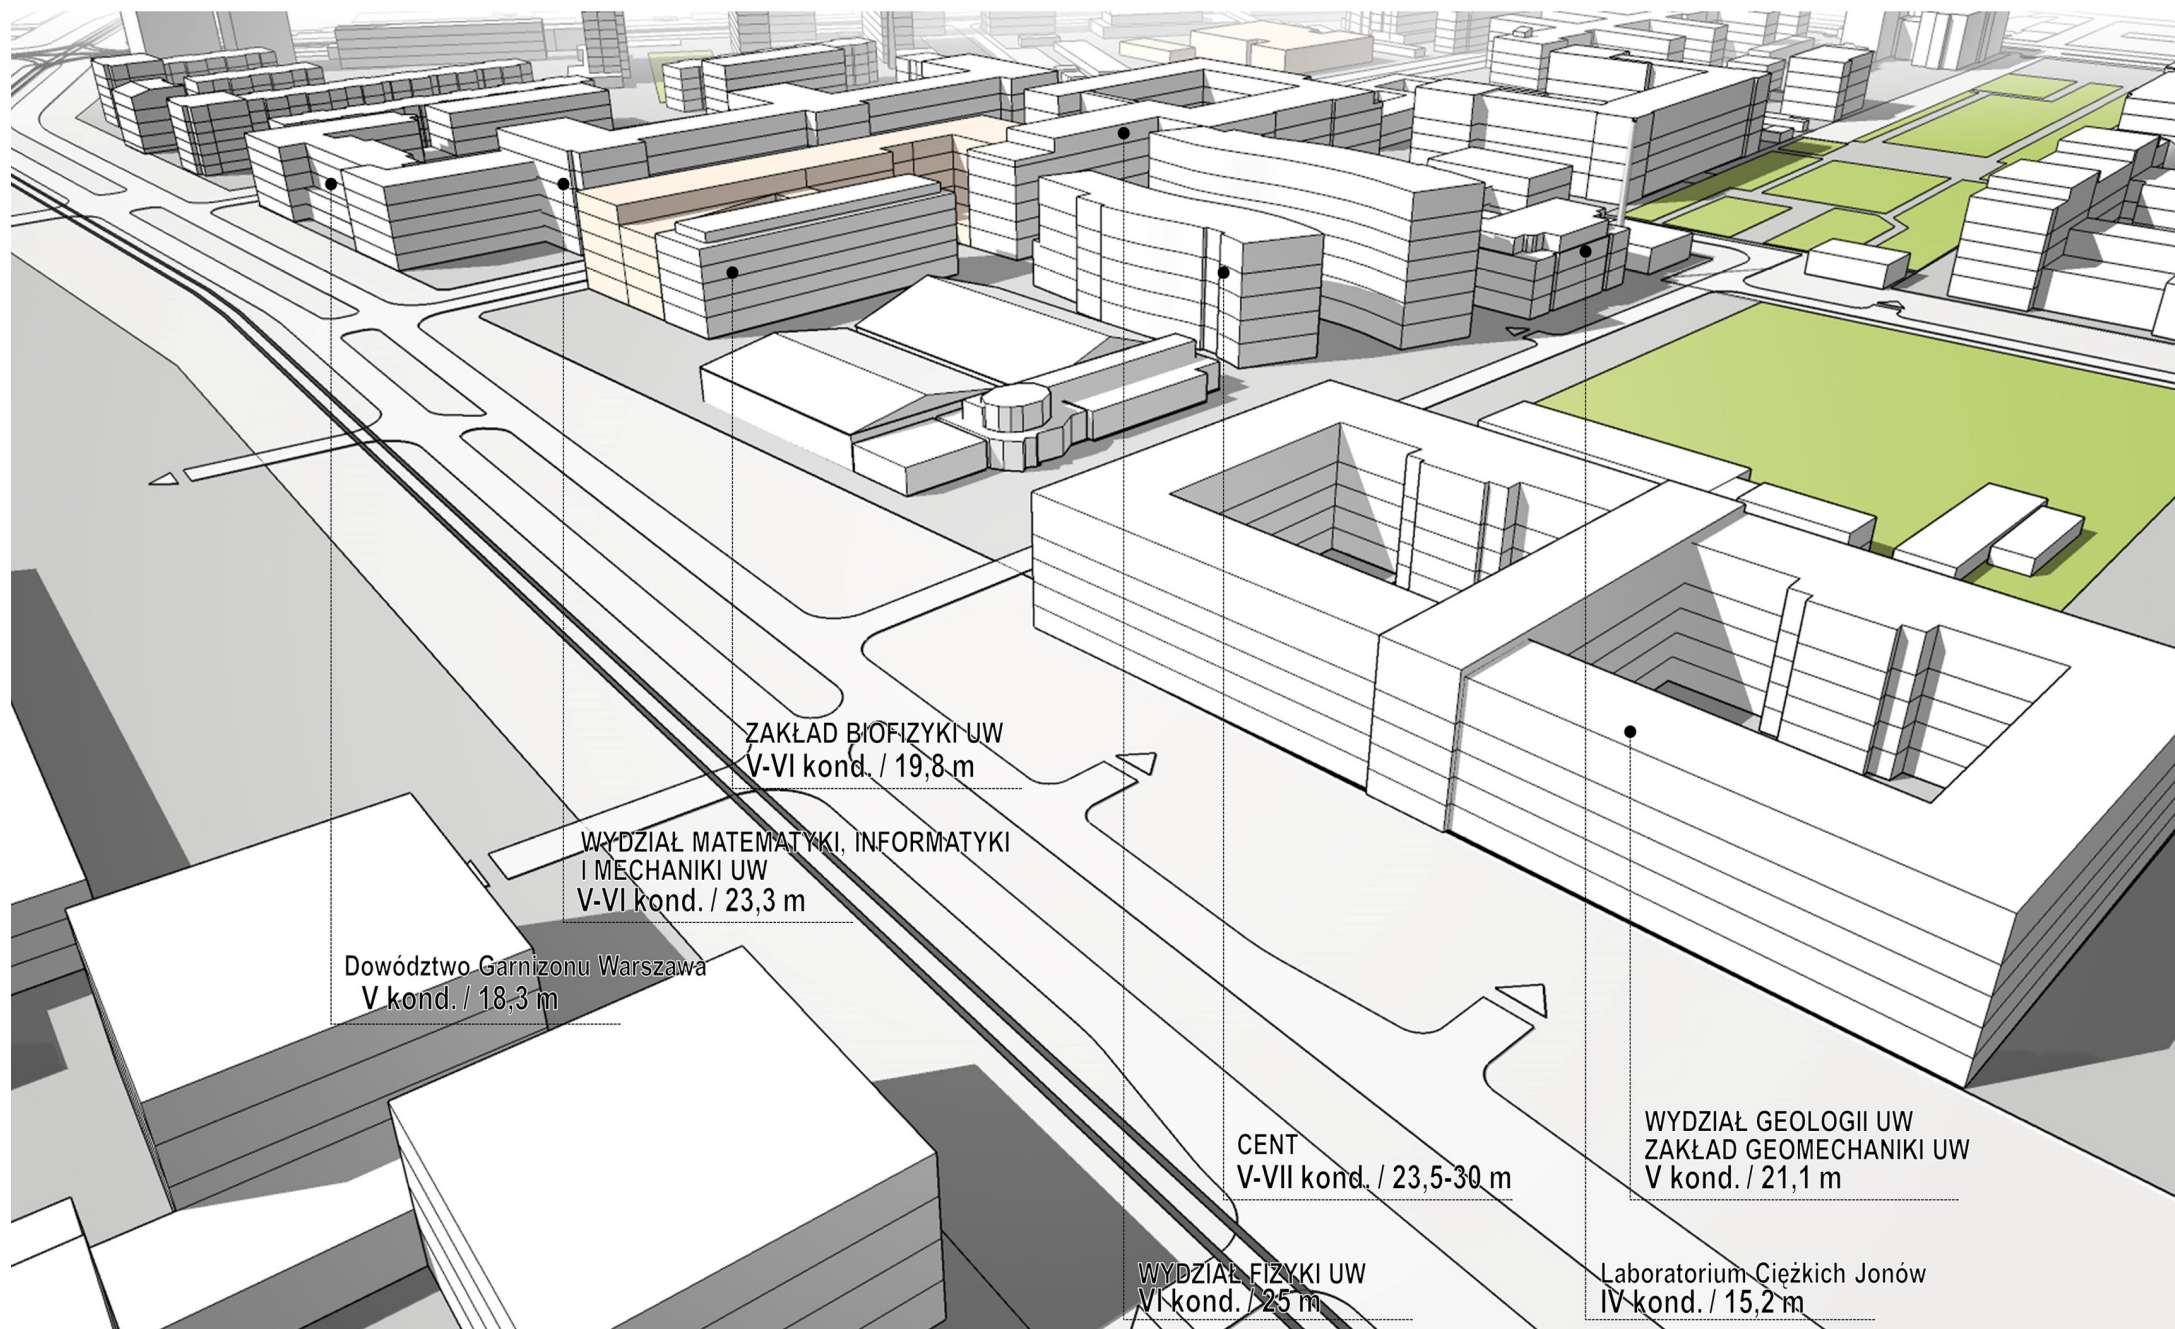 ZAKŁAD BIOFIZYKI UW
V-VI kond. / 19,8 m
WYDZIAŁ MATEMATYKI, INFORMATYKI
I MECHANIKI UW
V-VI kond. / 23,3 m
Dowództwo Garnizonu Warszawa
V kond. / 18,3 m
CENT
V-VII kond. / 23,5-30 m
WYDZIAŁ GEOLOGII UW
ZAKŁAD GEOMECHANIKI UW
V kond. / 21,1 m
WYDZIAŁ FIZYKI UW
VI kond. / 25 m
Laboratorium Ciężkich Jonów
IV kond. / 15,2 m